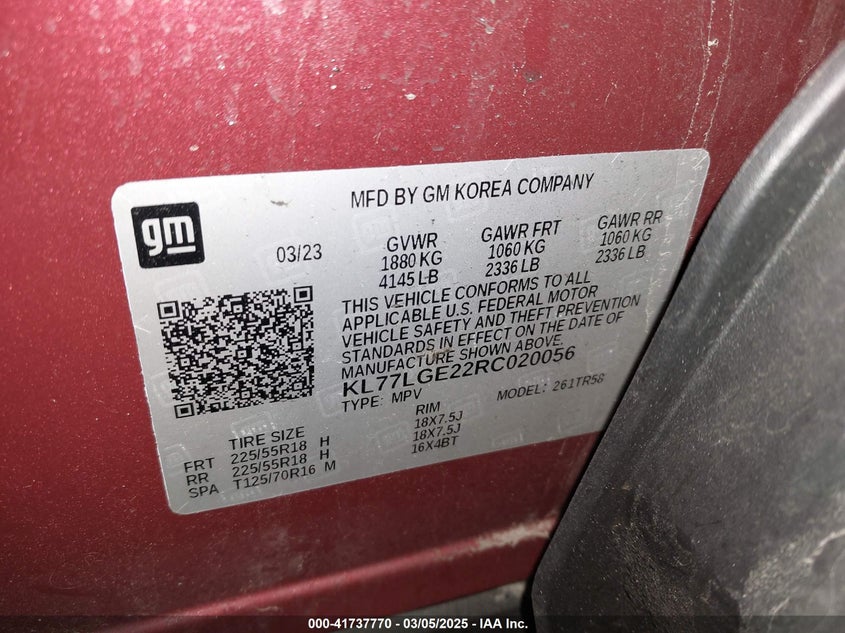 MFD BY GM KOREA COMPANY
gm
03/23
GVWR
1880 KG
4145 LB
GAWR FRT
1060 KG
2336 LB
GAWR RR
1060 KG
2336 LB
THIS VEHICLE CONFORMS TO ALL
APPLICABLE U.S. FEDERAL MOTOR
VEHICLE SAFETY AND THEFT PREVENTION
STANDARDS IN EFFECT ON THE DATE OF
MANUFACTURE SHOWN ABOVE.
KL77LGE22RC020056
TYPE: MPV
MODEL: 261TR58
TIRE SIZE
RIM
FRT 225/55R18 H 18X7.5J
RR 225/55R18 H 18X7.5J
SPA T125/70R16 M 16X4BT
000-41737770 - 03/05/2025 - IAA Inc.